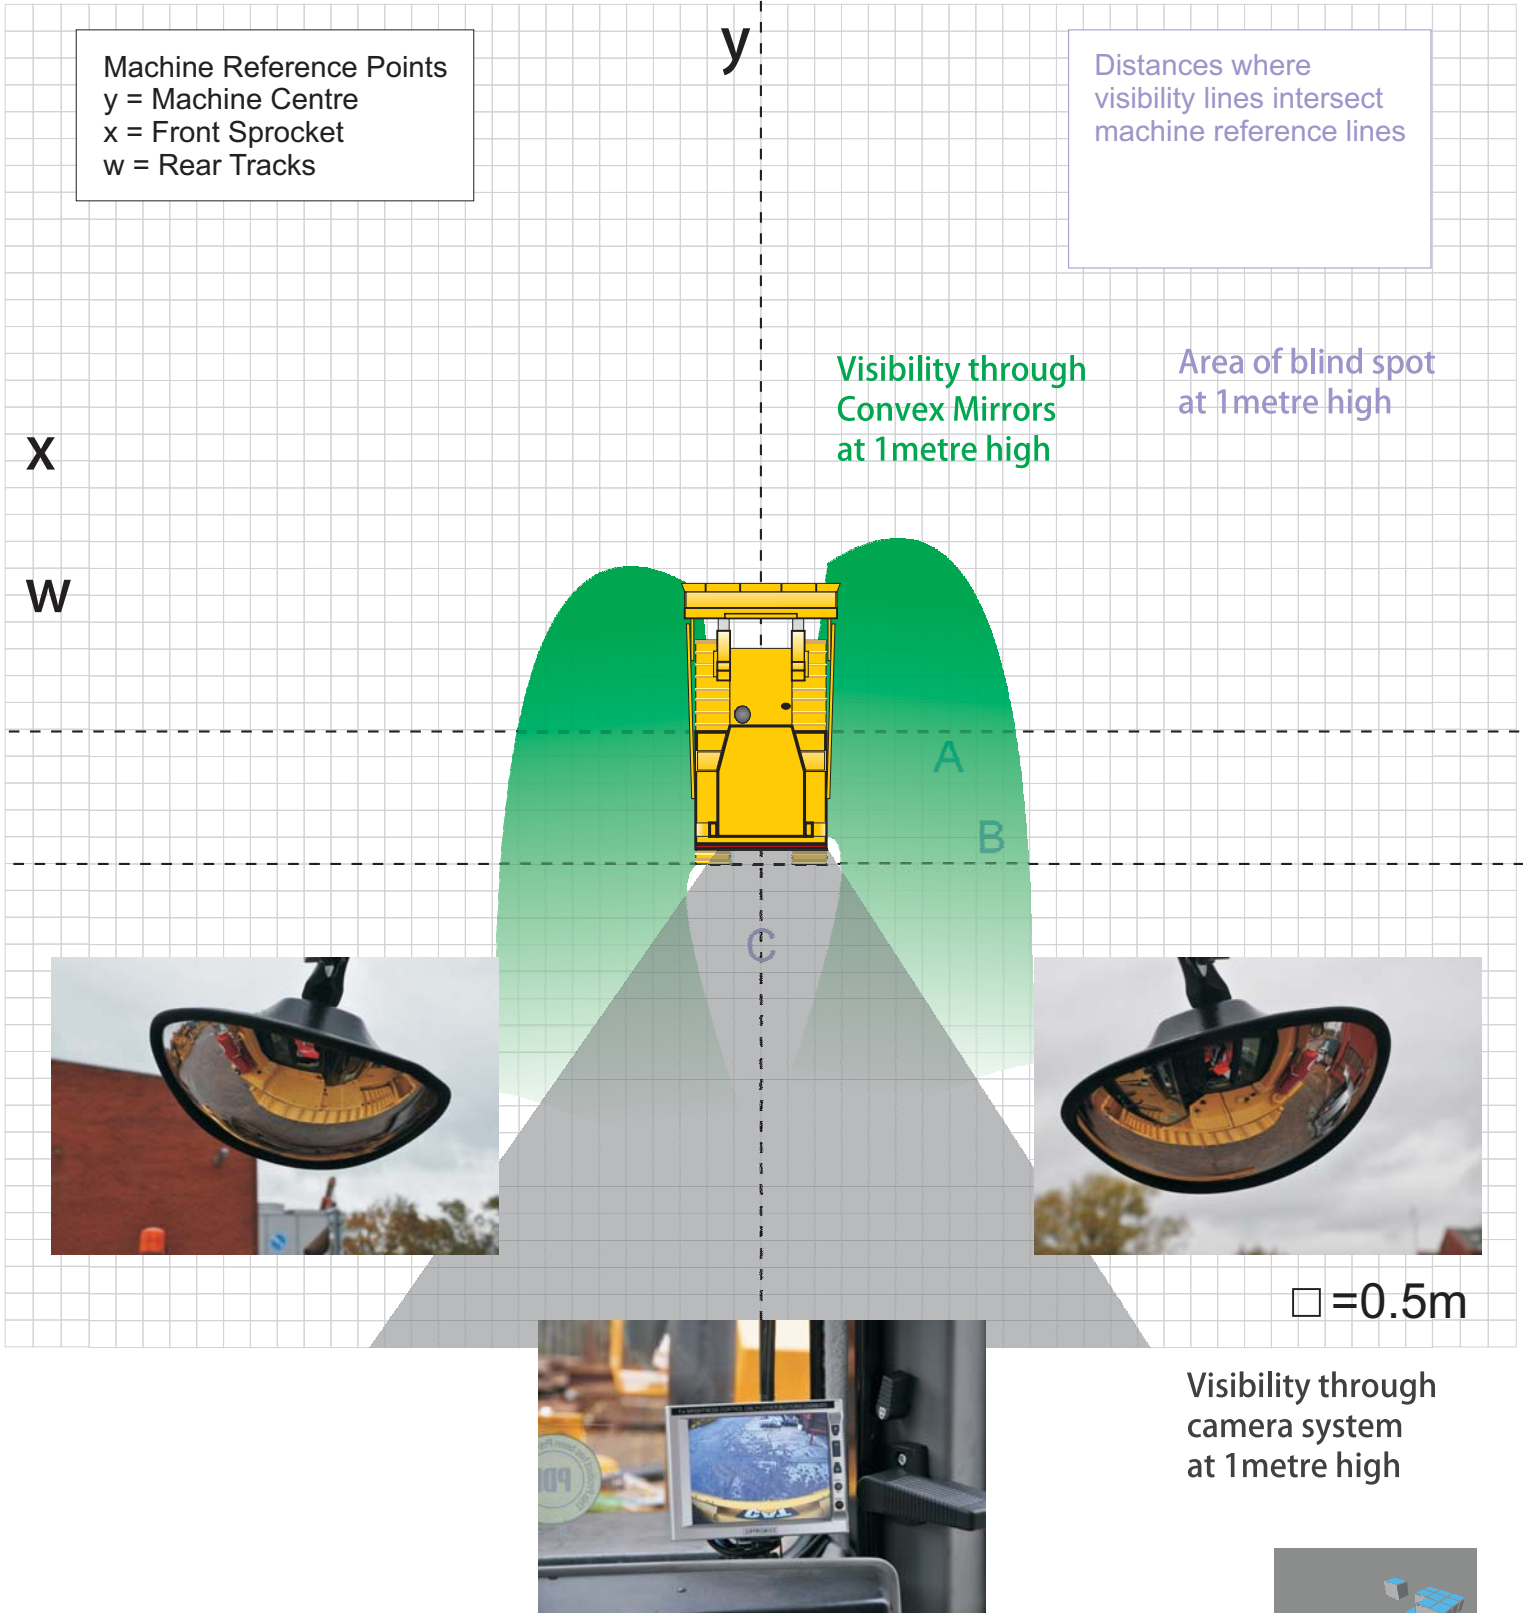 y
Machine Reference Points
y = Machine Centre
x = Front Sprocket
w = Rear Tracks
Distances where
visibility lines intersect
machine reference lines
Visibility through
Convex Mirrors
at 1metre high
Area of blind spot
at 1metre high
x
w
A
B
C
=0.5m
Visibility through
camera system
at 1metre high
CAT